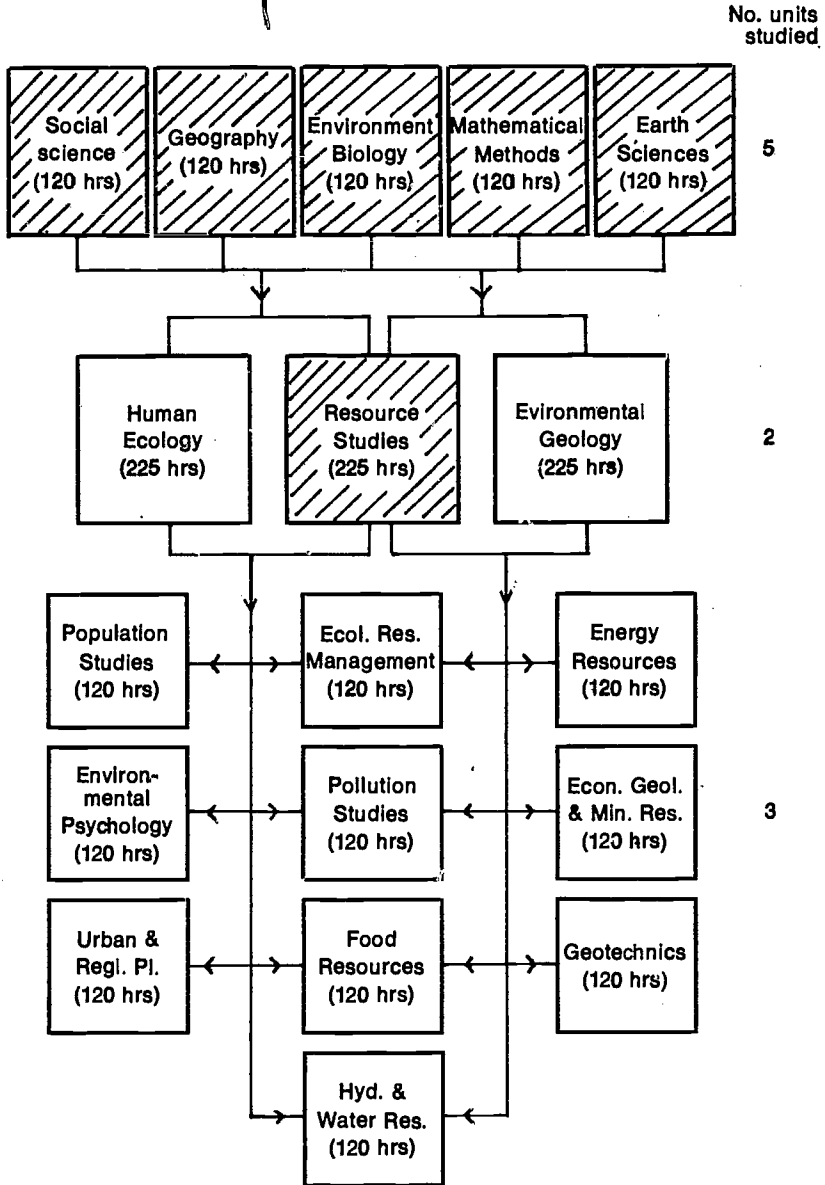 No. units
studied
Social
science
(120 hrs)
Geography
(120 hrs)
Environment
Biology
(120 hrs)
Mathematical
Methods
(120 hrs)
Earth
Sciences
(120 hrs)
5
Human
Ecology
(225 hrs)
Resource
Studies
(225 hrs)
Evironmental
Geology
(225 hrs)
2
Population
Studies
(120 hrs)
Ecol. Res.
Management
(120 hrs)
Energy
Resources
(120 hrs)
Environ-
mental
Psychology
(120 hrs)
Pollution
Studies
(120 hrs)
Econ. Geol.
& Min. Res.
(120 hrs)
3
Urban &
Regl. Pl.
(120 hrs)
Food
Resources
(120 hrs)
Geotechnics
(120 hrs)
Hyd. &
Water Res.
(120 hrs)